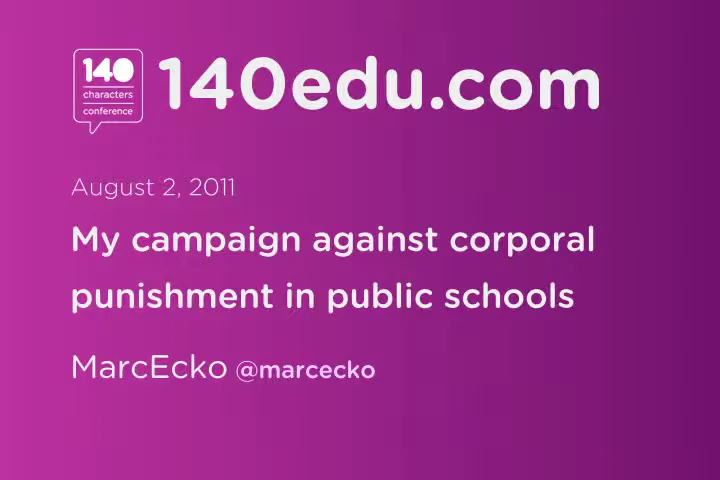 140
characters
conference
140edu.com
August 2, 2011
My campaign against corporal
punishment in public schools
MarcEcko @marcecko